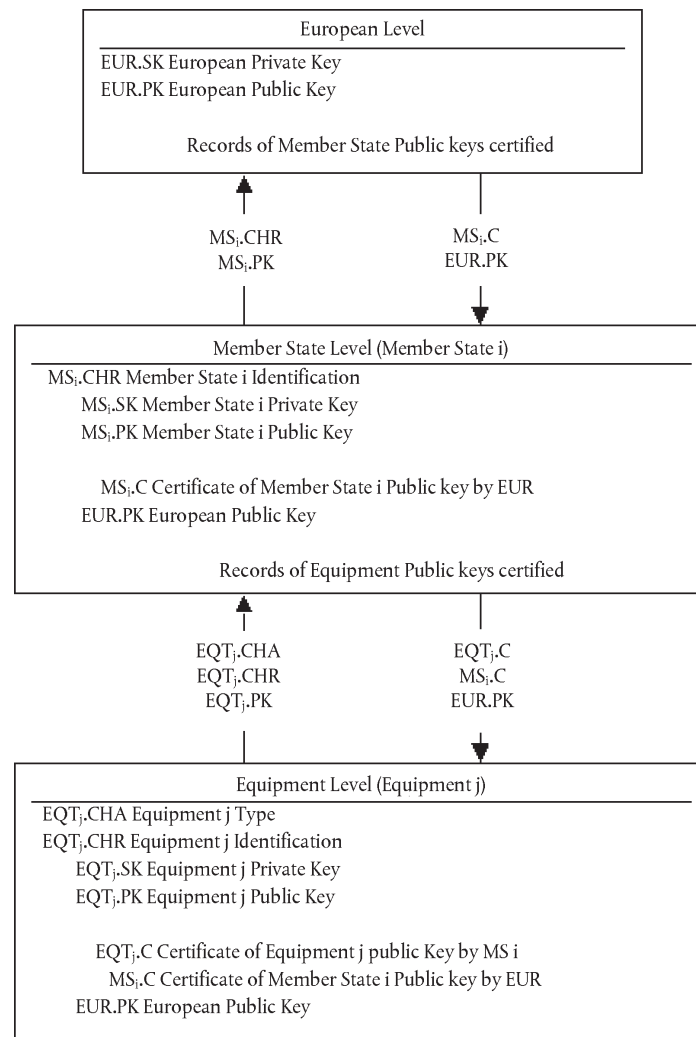 European Level
EUR.SK European Private Key
EUR.PK European Public Key
Records of Member State Public keys certified
MSi.CHR
MSi.PK
MSi.C
EUR.PK
Member State Level (Member State i)
MSi.CHR Member State i Identification
MSi.SK Member State i Private Key
MSi.PK Member State i Public Key
MSi.C Certificate of Member State i Public key by EUR
EUR.PK European Public Key
Records of Equipment Public keys certified
EQTj.CHA
EQTj.CHR
EQTj.PK
EQTj.C
MSi.C
EUR.PK
Equipment Level (Equipment j)
EQTj.CHA Equipment j Type
EQTj.CHR Equipment j Identification
EQTj.SK Equipment j Private Key
EQTj.PK Equipment j Public Key
EQTj.C Certificate of Equipment j public Key by MS i
MSi.C Certificate of Member State i Public key by EUR
EUR.PK European Public Key